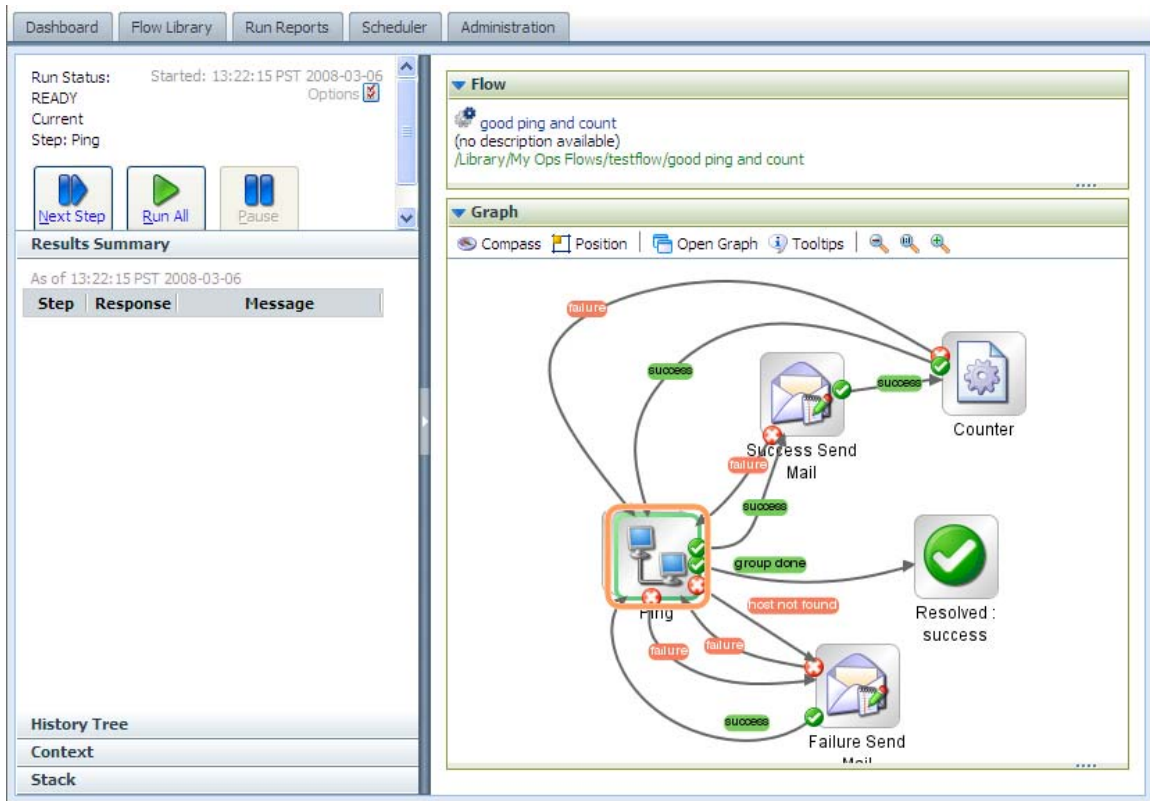 Dashboard
Flow Library
Run Reports
Scheduler
Administration
Run Status:
READY
Current
Step: Ping
Started: 13:22:15 PST 2008-03-06
Options
Next Step
Run All
Pause
Results Summary
As of 13:22:15 PST 2008-03-06
Step Response Message
History Tree
Context
Stack
Flow
good ping and count
(no description available)
/Library/My Ops Flows/testflow/good ping and count
Graph
Compass
Position
Open Graph
Tooltips
failure
success
success
Counter
Success Send
Mail
failure
success
group done
host not found
Ping
Resolved :
success
failure
failure
success
Failure Send
Mail